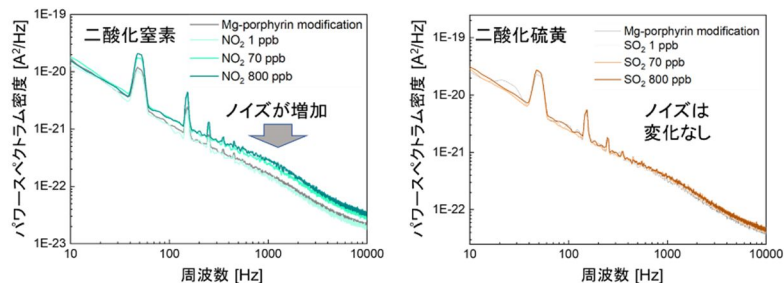 二酸化窒素
Mg-porphyrin modification
NO₂ 1 ppb
NO₂ 70 ppb
NO₂ 800 ppb
ノイズが増加
1E-19
1E-20
1E-21
1E-22
1E-23
10
100
1000
10000
パワースペクトラム密度 [A²/Hz]
周波数 [Hz]
二酸化硫黄
Mg-porphyrin modification
SO₂ 1 ppb
SO₂ 70 ppb
SO₂ 800 ppb
ノイズは
変化なし
1E-19
1E-20
1E-21
1E-22
10
100
1000
10000
パワースペクトラム密度 [A²/Hz]
周波数 [Hz]